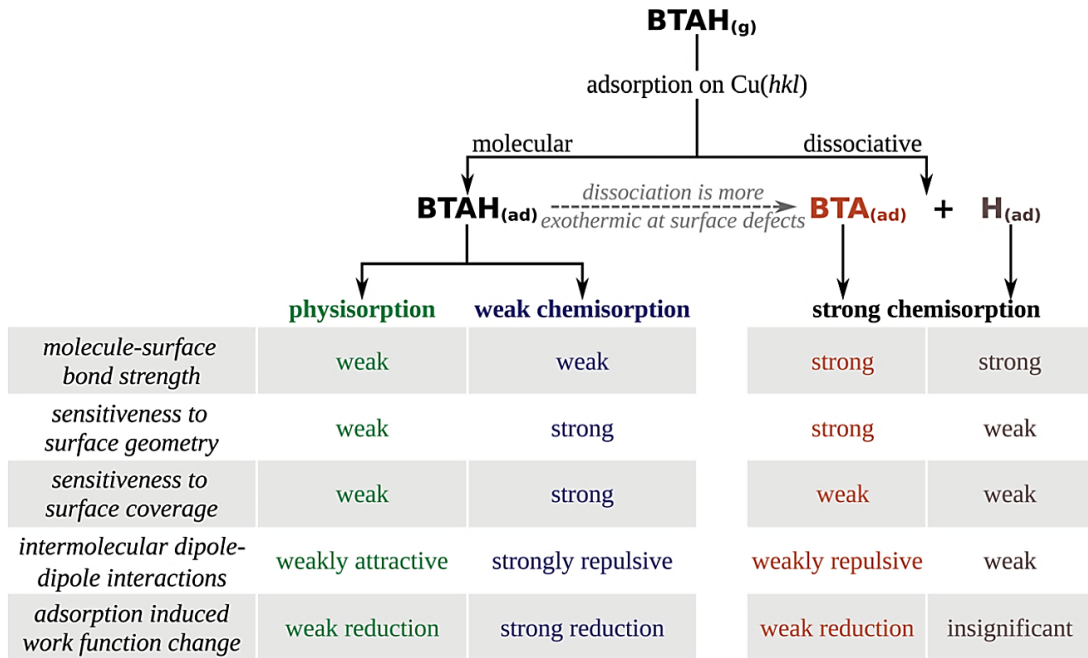 BTAH(g)
adsorption on Cu(hkl)
molecular
dissociative
BTAH(ad)
dissociation is more
exothermic at surface defects
BTA(ad) + H(ad)
physisorption
weak chemisorption
strong chemisorption
molecule-surface
bond strength
weak
weak
strong
strong
sensitiveness to
surface geometry
weak
strong
strong
weak
sensitiveness to
surface coverage
weak
strong
weak
weak
intermolecular dipole-
dipole interactions
weakly attractive
strongly repulsive
weakly repulsive
weak
adsorption induced
work function change
weak reduction
strong reduction
weak reduction
insignificant